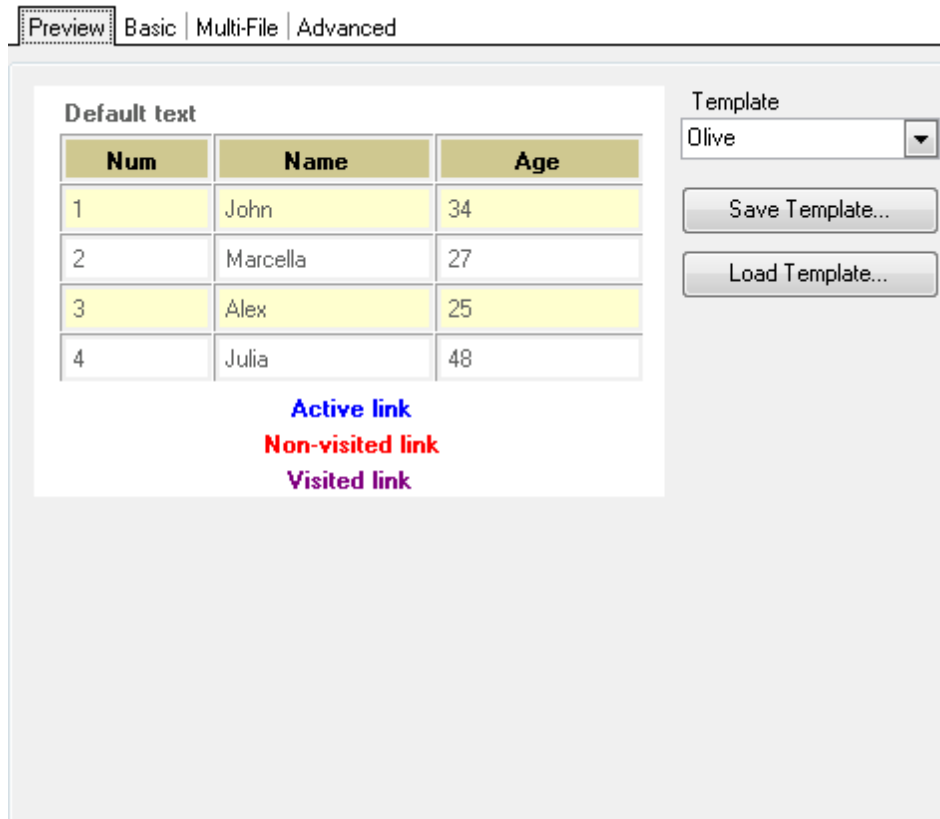 Preview Basic Multi-File Advanced
Default text
Template
Olive
Num Name Age
1 John 34
Save Template...
2 Marcella 27
Load Template...
3 Alex 25
4 Julia 48
Active link
Non-visited link
Visited link